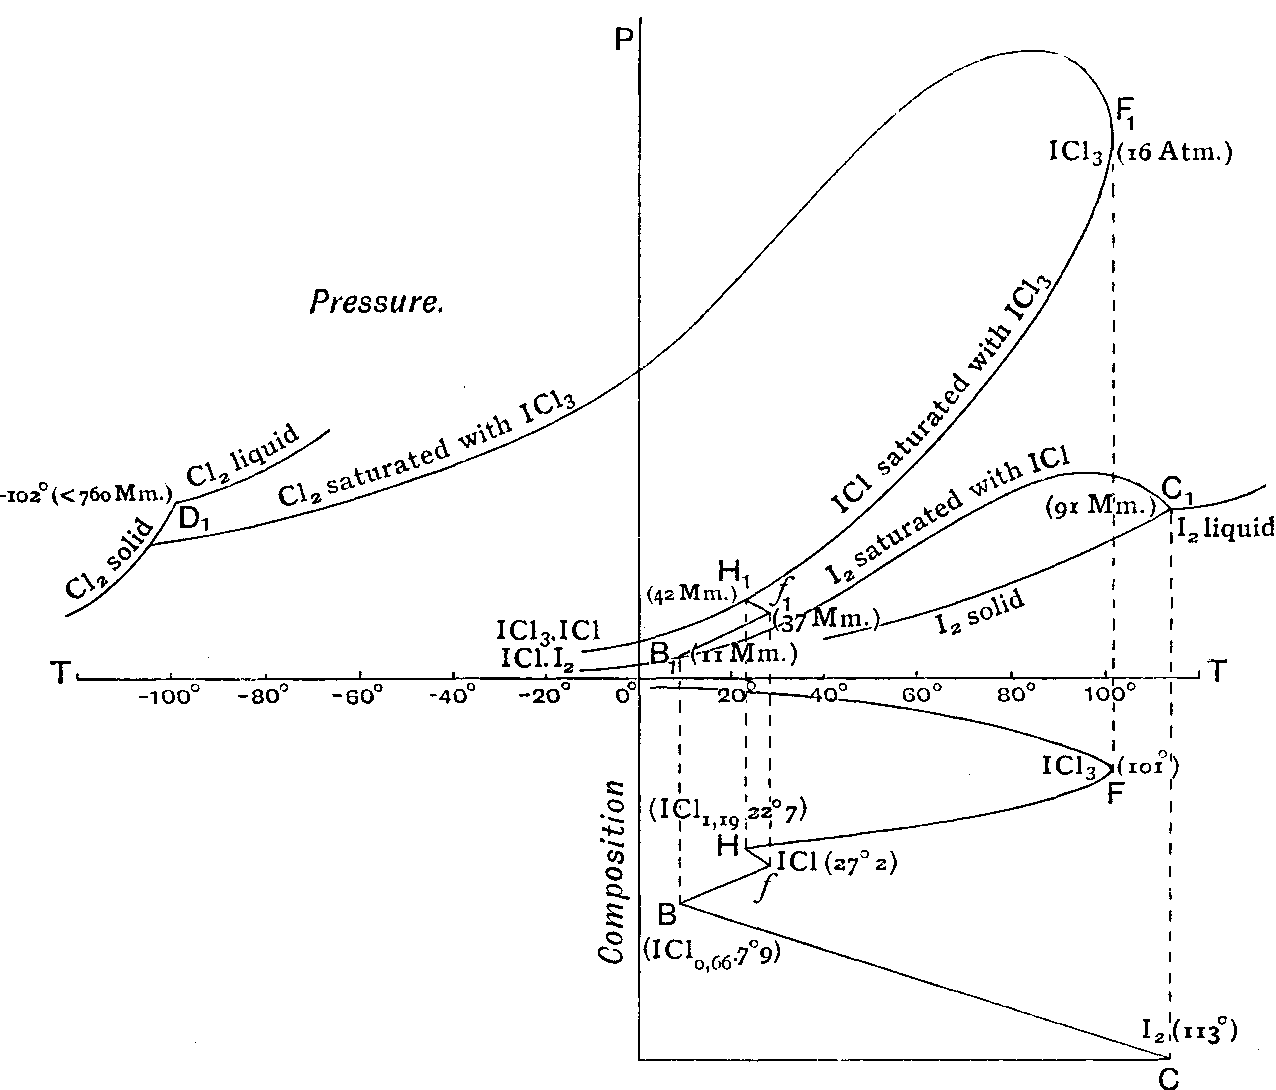 P
F₁
ICl₃ (16 Atm.)
Pressure.
ICl saturated with ICl₃
Cl₂ saturated with ICl₃
Cl₂ liquid
-102° (<760 Mm.)
D₁
Cl₂ solid
I₂ saturated with ICl
C₁
(91 Mm.)
I₂ liquid
I₂ solid
H₁
(42 Mm.)
f₁
(37 Mm.)
ICl₃.ICl
ICl.I₂
B₁ (11 Mm.)
T
-100° -80° -60° -40° -20° 0° 20° 40° 60° 80° 100°
T
ICl₃ (101°)
F
Composition
(ICl₁,₁₉ 22°7)
H
ICl (27°2)
f
B
(ICl₀,₆₆.7°9)
I₂ (113°)
C